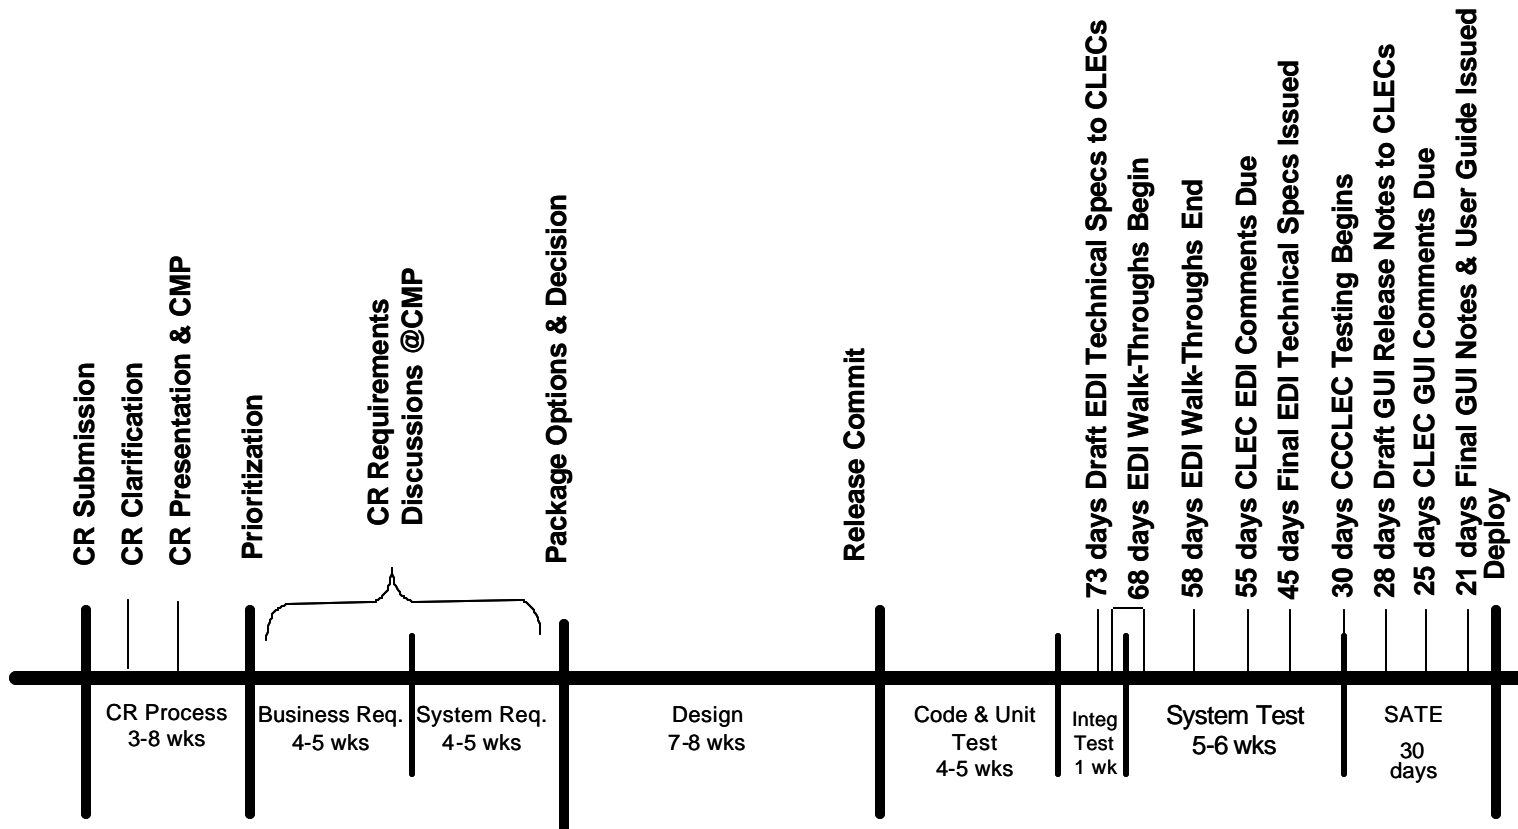 CR Submission
CR Clarification
CR Presentation & CMP
Prioritization
CR Requirements
Discussions @CMP
Package Options & Decision
Release Commit
73 days Draft EDI Technical Specs to CLECs
68 days EDI Walk-Throughs Begin
58 days EDI Walk-Throughs End
55 days CLEC EDI Comments Due
45 days Final EDI Technical Specs Issued
30 days CCCLEC Testing Begins
28 days Draft GUI Release Notes to CLECs
25 days CLEC GUI Comments Due
21 days Final GUI Notes & User Guide Issued
Deploy
CR Process
3-8 wks
Business Req.
4-5 wks
System Req.
4-5 wks
Design
7-8 wks
Code & Unit
Test
4-5 wks
Integ
Test
1 wk
System Test
5-6 wks
SATE
30
days